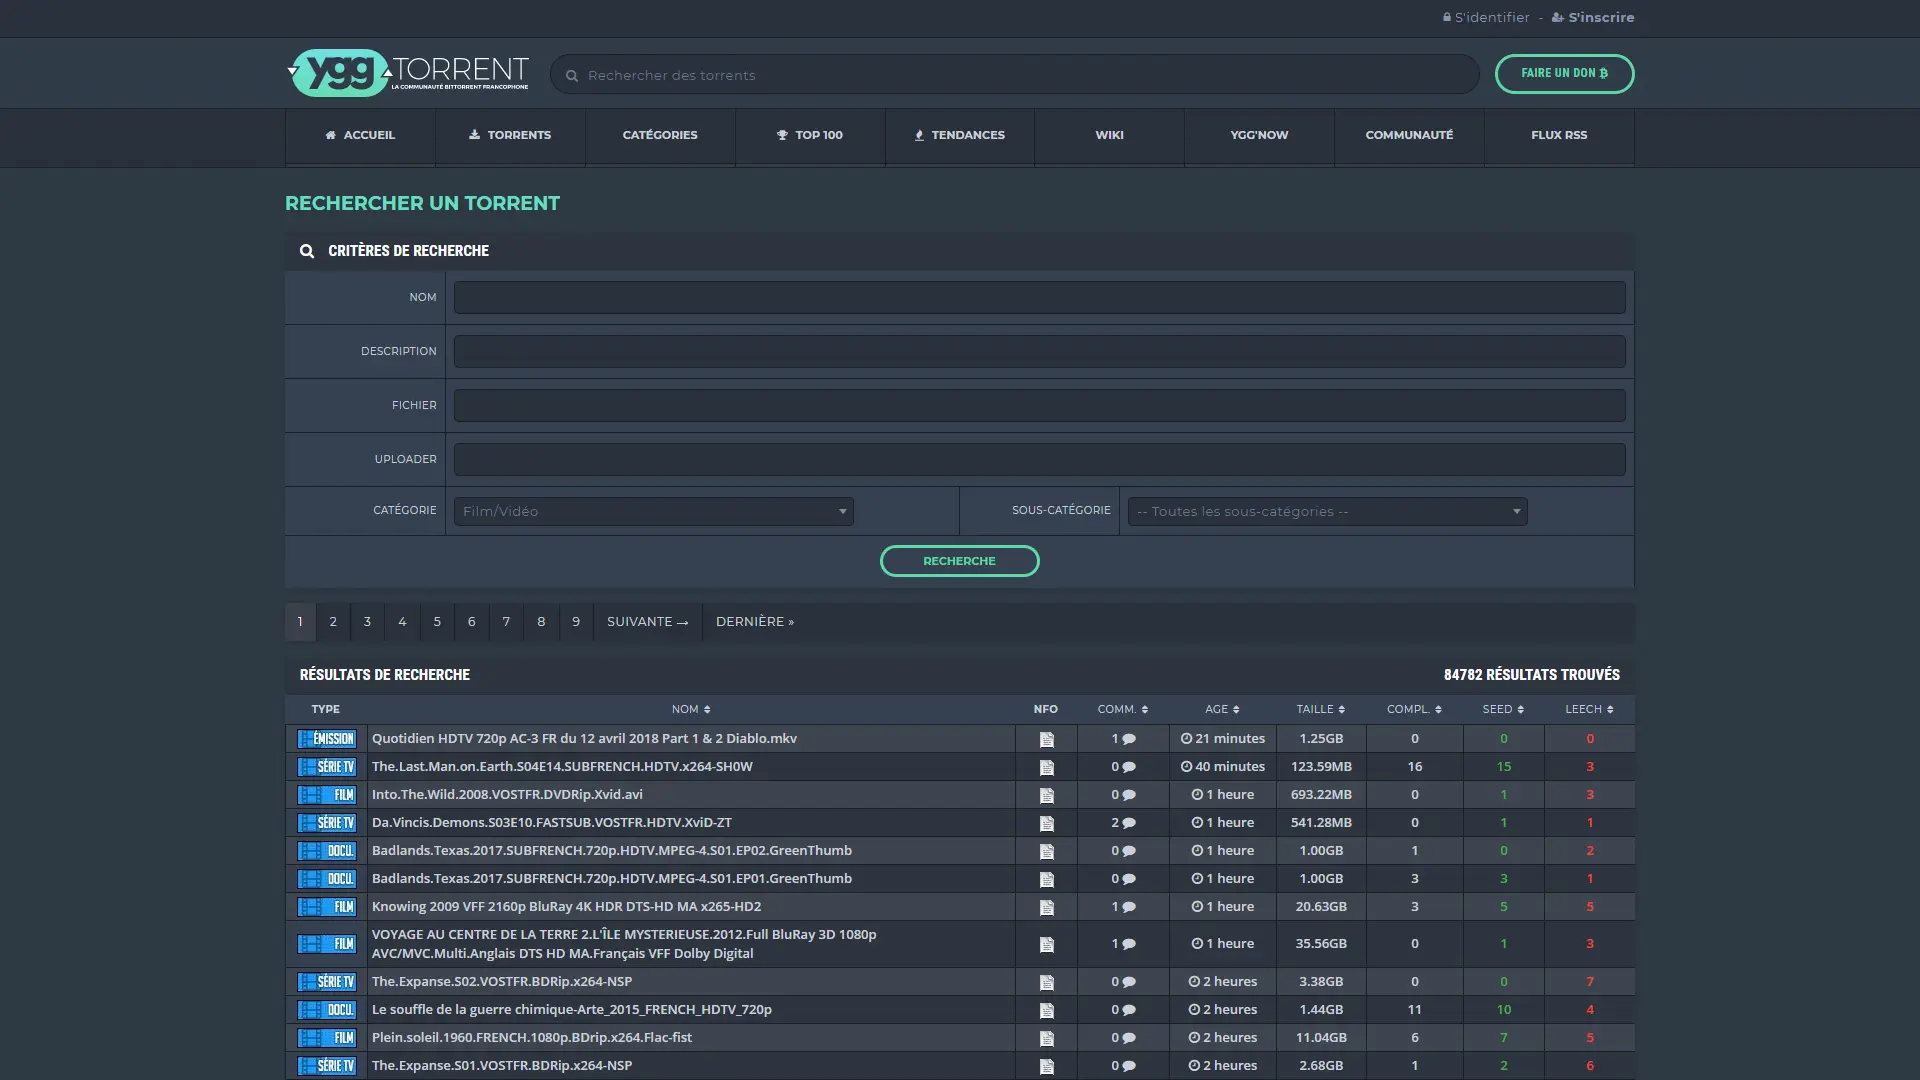 S'identifier - S'inscrire
ygg TORRENT
LA COMMUNAUTÉ BITTORRENT FRANCOPHONE
Rechercher des torrents
FAIRE UN DON
ACCUEIL TORRENTS CATÉGORIES TOP 100 TENDANCES WIKI YGG'NOW COMMUNAUTÉ FLUX RSS
RECHERCHER UN TORRENT
CRITÈRES DE RECHERCHE
NOM
DESCRIPTION
FICHIER
UPLOADER
CATÉGORIE Film/Vidéo SOUS-CATÉGORIE -- Toutes les sous-catégories --
RECHERCHE
1 2 3 4 5 6 7 8 9 SUIVANTE → DERNIÈRE »
RÉSULTATS DE RECHERCHE 84782 RÉSULTATS TROUVÉS
TYPE NOM NFO COMM. AGE TAILLE COMPL. SEED LEECH
ÉMISSION Quotidien HDTV 720p AC-3 FR du 12 avril 2018 Part 1 & 2 Diablo.mkv 1 21 minutes 1.25GB 0 0 0
SÉRIE TV The.Last.Man.on.Earth.S04E14.SUBFRENCH.HDTV.x264-SH0W 0 40 minutes 123.59MB 16 15 3
FILM Into.The.Wild.2008.VOSTFR.DVDRip.Xvid.avi 0 1 heure 693.22MB 0 1 3
SÉRIE TV Da.Vincis.Demons.S03E10.FASTSUB.VOSTFR.HDTV.XviD-ZT 2 1 heure 541.28MB 0 1 1
DOCU. Badlands.Texas.2017.SUBFRENCH.720p.HDTV.MPEG-4.S01.EP02.GreenThumb 0 1 heure 1.00GB 1 0 2
DOCU. Badlands.Texas.2017.SUBFRENCH.720p.HDTV.MPEG-4.S01.EP01.GreenThumb 0 1 heure 1.00GB 3 3 1
FILM Knowing 2009 VFF 2160p BluRay 4K HDR DTS-HD MA x265-HD2 1 1 heure 20.63GB 3 5 5
FILM VOYAGE AU CENTRE DE LA TERRE 2.L'ÎLE MYSTERIEUSE.2012.Full BluRay 3D 1080p
AVC/MVC.Multi.Anglais DTS HD MA.Français VFF Dolby Digital 1 1 heure 35.56GB 0 1 3
SÉRIE TV The.Expanse.S02.VOSTFR.BDRip.x264-NSP 0 2 heures 3.38GB 0 0 7
DOCU. Le souffle de la guerre chimique-Arte_2015_FRENCH_HDTV_720p 0 2 heures 1.44GB 11 10 4
FILM Plein.soleil.1960.FRENCH.1080p.BDrip.x264.Flac-fist 0 2 heures 11.04GB 6 7 5
SÉRIE TV The.Expanse.S01.VOSTFR.BDRip.x264-NSP 0 2 heures 2.68GB 1 2 6